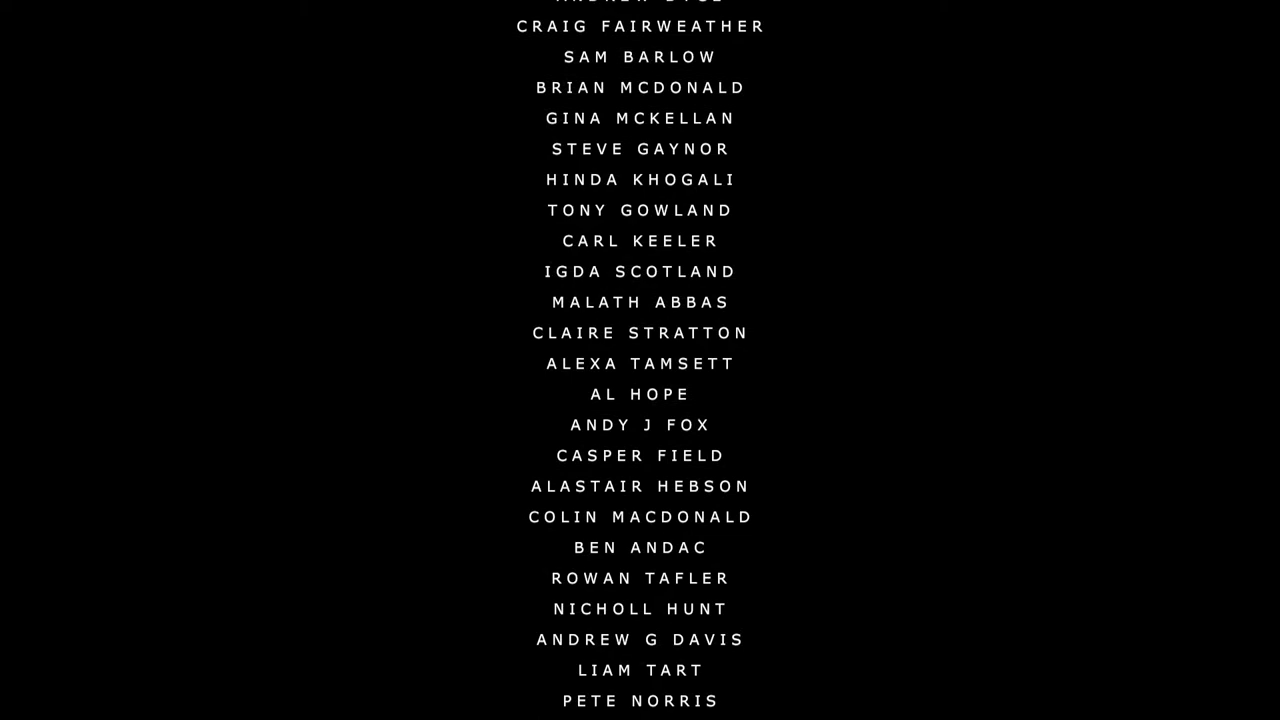 CRAIG FAIRWEATHER
SAM BARLOW
BRIAN MCDONALD
GINA MCKELLAN
STEVE GAYNOR
HINDA KHOGALI
TONY GOWLAND
CARL KEELER
IGDA SCOTLAND
MALATH ABBAS
CLAIRE STRATTON
ALEXA TAMSETT
AL HOPE
ANDY J FOX
CASPER FIELD
ALASTAIR HEBSON
COLIN MACDONALD
BEN ANDAC
ROWAN TAFLER
NICHOLL HUNT
ANDREW G DAVIS
LIAM TART
PETE NORRIS